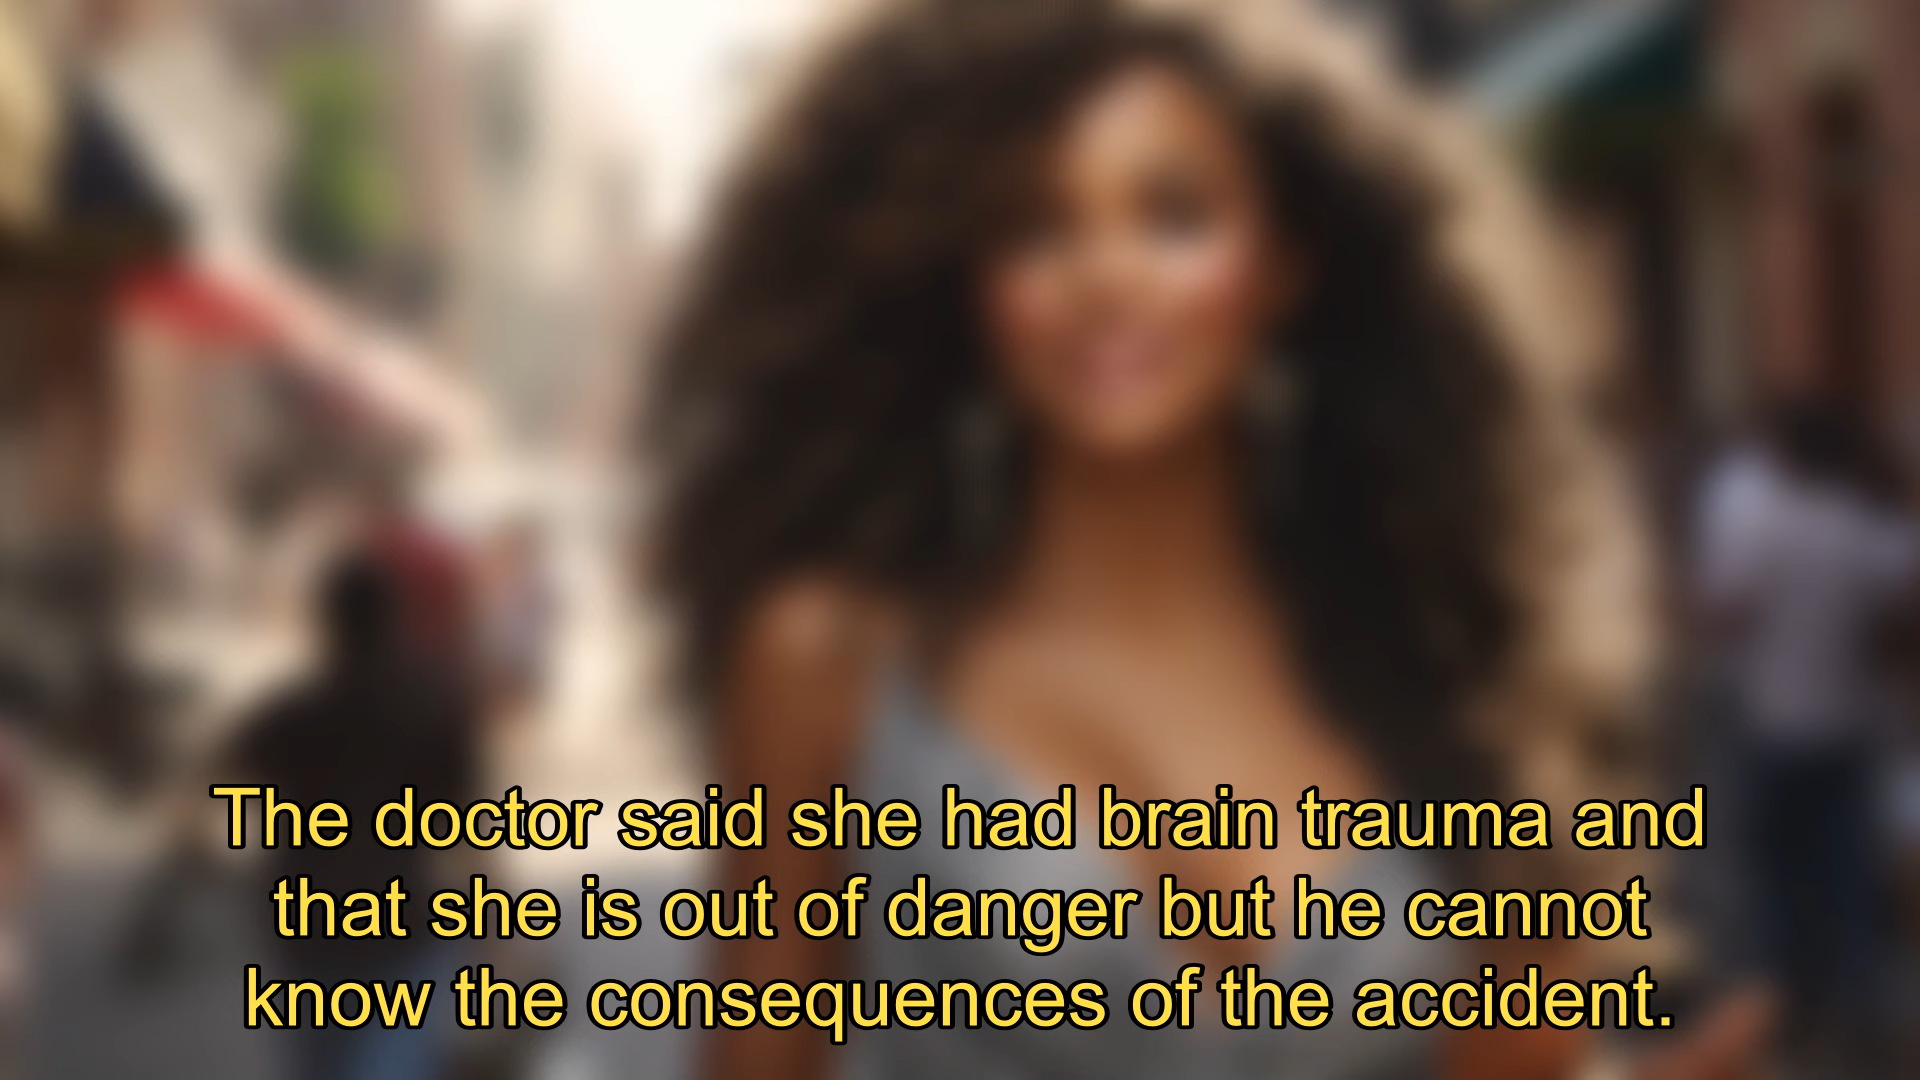 The doctor said she had brain trauma and
that she is out of danger but he cannot
know the consequences of the accident.